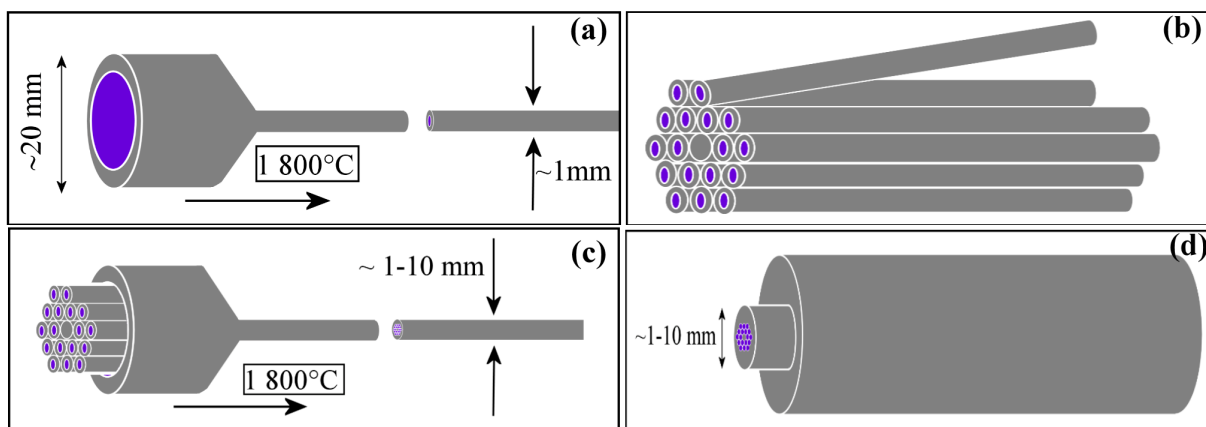 (a)
~20 mm
1 800°C
~1mm
(b)
(c)
~ 1-10 mm
1 800°C
(d)
~1-10 mm